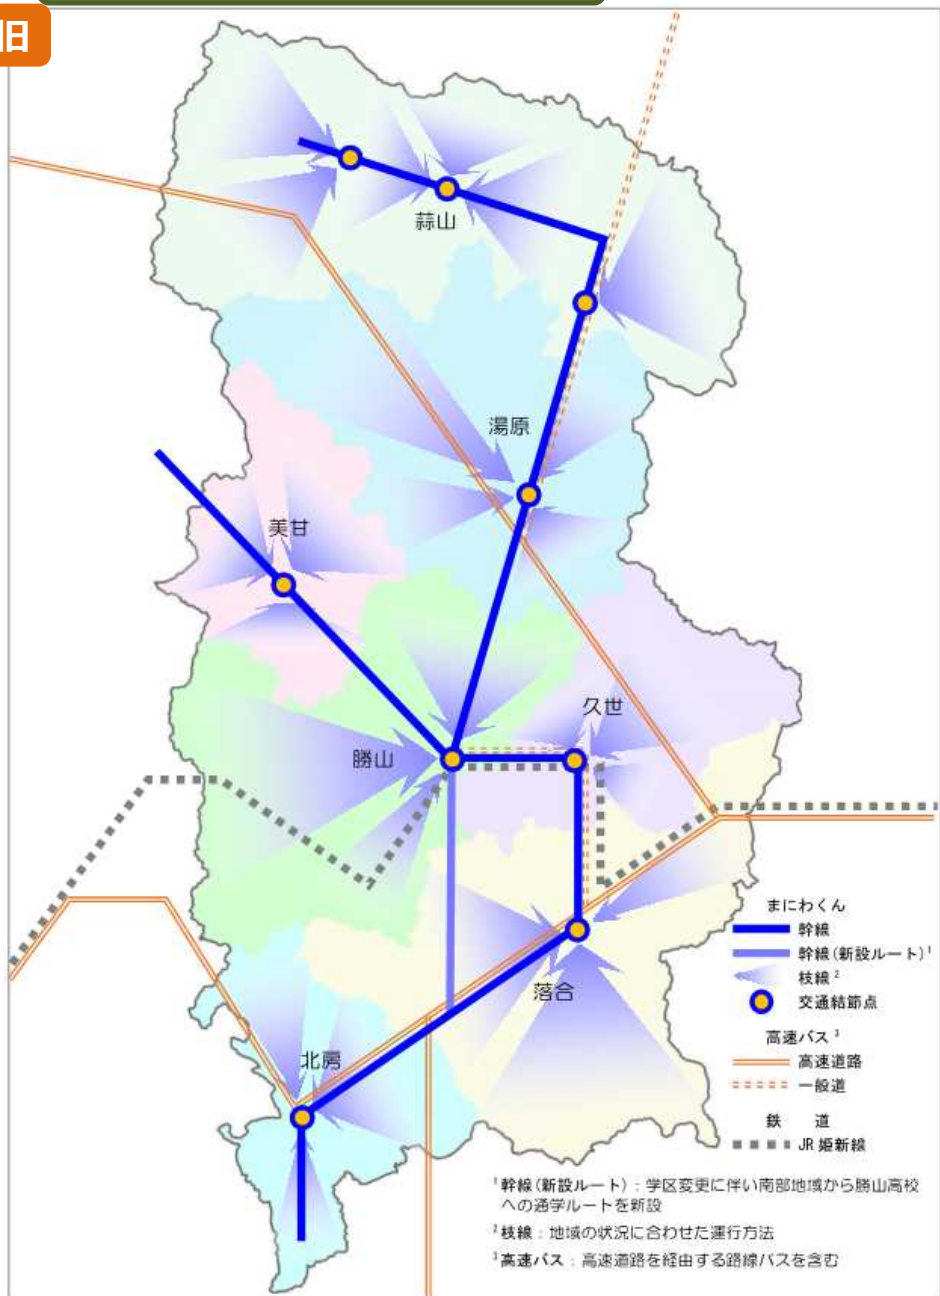 旧
蒜山
湯原
美甘
久世
勝山
落合
北房
まにわくん
幹線
幹線(新設ルート)¹
枝線²
交通結節点
高速バス³
高速道路
一般道
鉄 道
JR姫新線
¹幹線(新設ルート)：学区変更に伴い南部地域から勝山高校
への通学ルートを新設
²枝線：地域の状況に合わせた運行方法
³高速バス：高速道路を経由する路線バスを含む